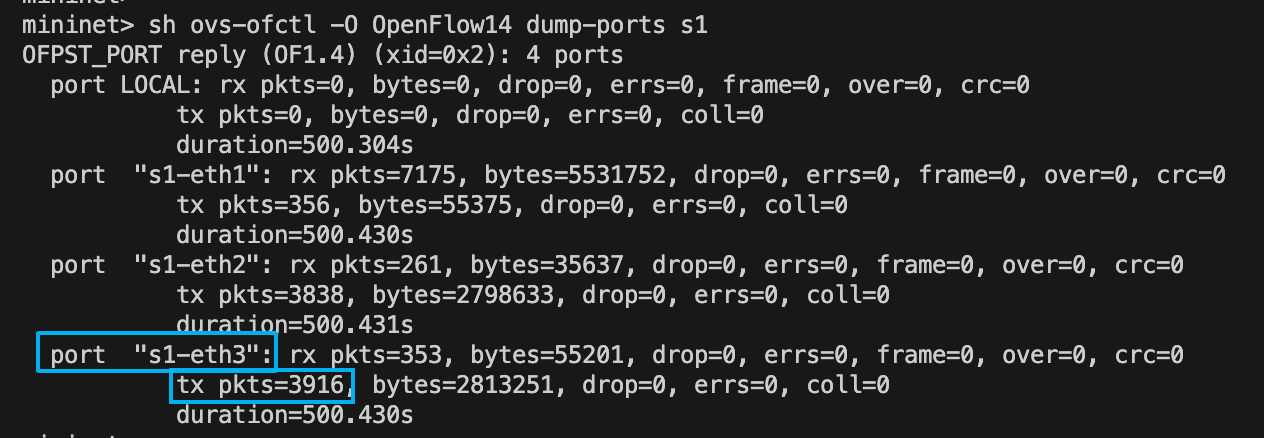 mininet> sh ovs-ofctl -O OpenFlow14 dump-ports s1
OFPST_PORT reply (OF1.4) (xid=0x2): 4 ports
port LOCAL: rx pkts=0, bytes=0, drop=0, errs=0, frame=0, over=0, crc=0
tx pkts=0, bytes=0, drop=0, errs=0, coll=0
duration=500.304s
port "s1-eth1": rx pkts=7175, bytes=5531752, drop=0, errs=0, frame=0, over=0, crc=0
tx pkts=356, bytes=55375, drop=0, errs=0, coll=0
duration=500.430s
port "s1-eth2": rx pkts=261, bytes=35637, drop=0, errs=0, frame=0, over=0, crc=0
tx pkts=3838, bytes=2798633, drop=0, errs=0, coll=0
duration=500.431s
port "s1-eth3": rx pkts=353, bytes=55201, drop=0, errs=0, frame=0, over=0, crc=0
tx pkts=3916, bytes=2813251, drop=0, errs=0, coll=0
duration=500.430s